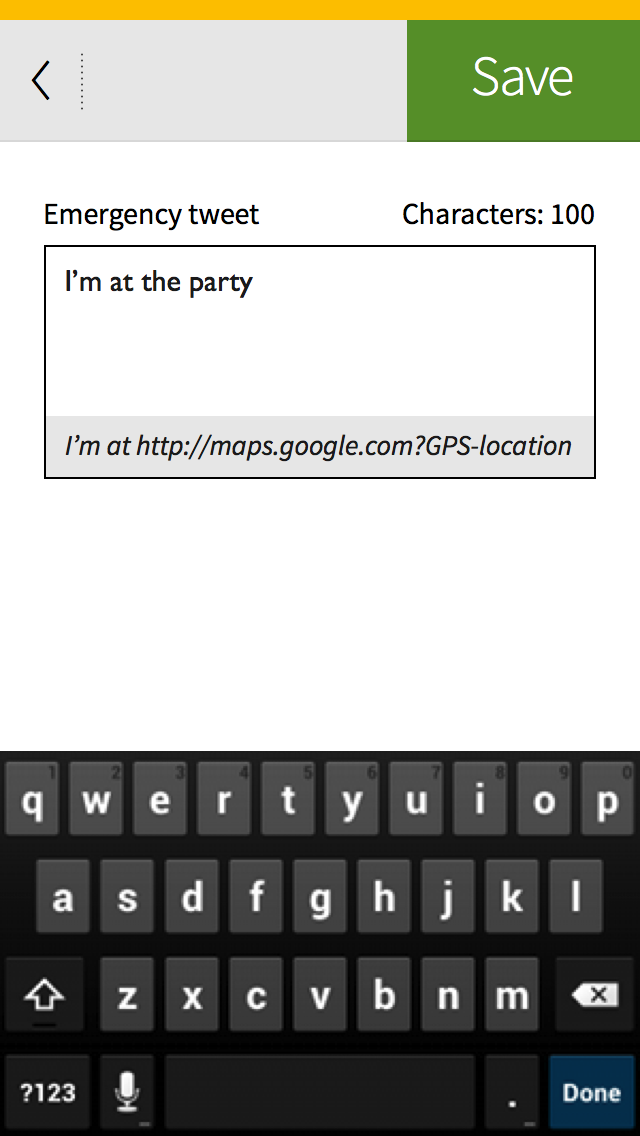 Save
Emergency tweet Characters: 100
I’m at the party
I’m at http://maps.google.com?GPS-location
1 2 3 4 5 6 7 8 9 0
q w e r t y u i o p
a s d f g h j k l
z x c v b n m
?123 . Done